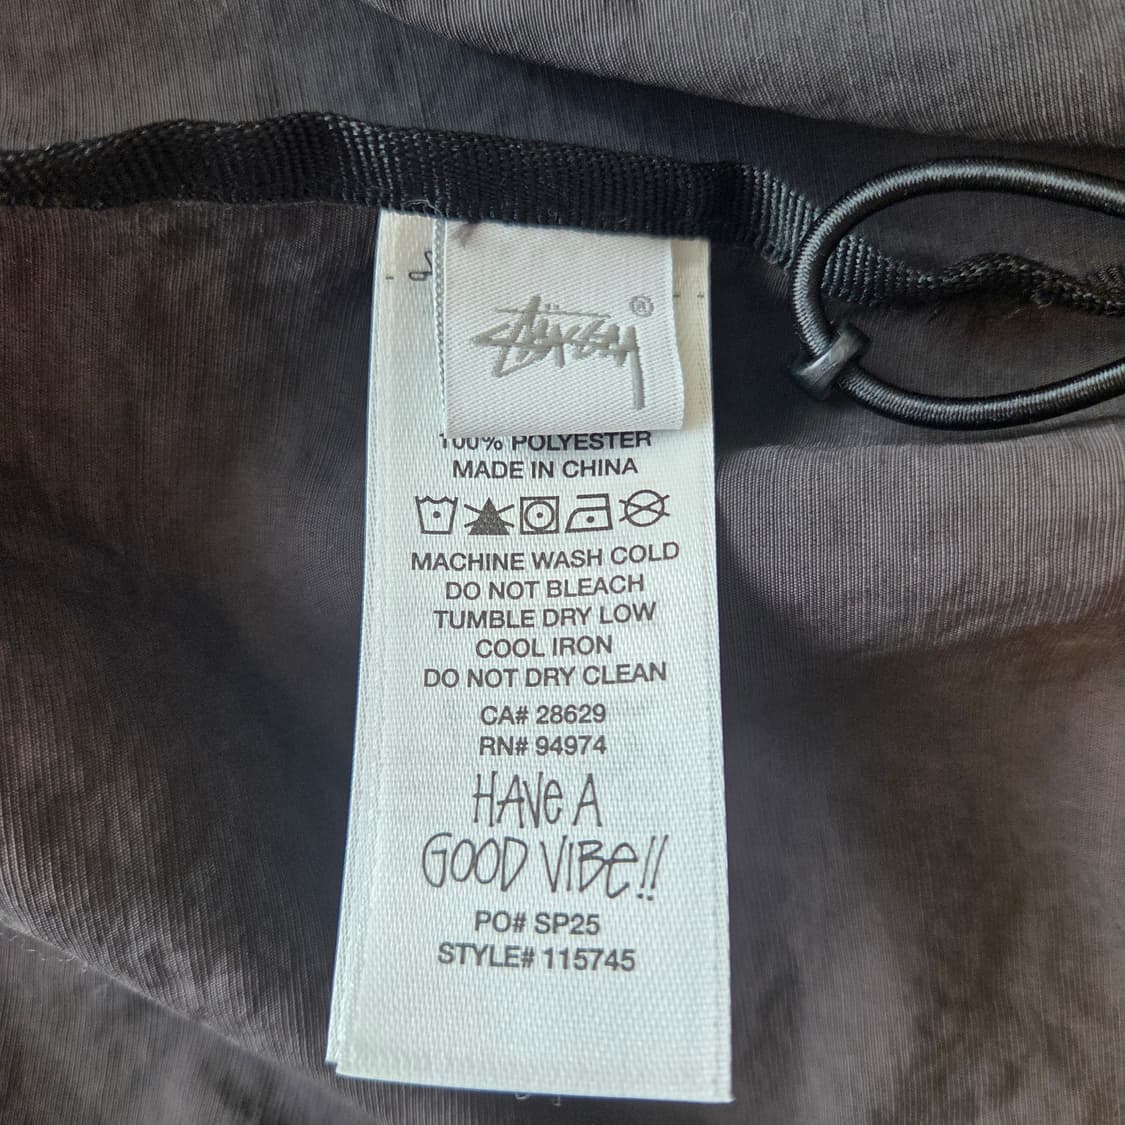 Stüssy®
100% POLYESTER
MADE IN CHINA
MACHINE WASH COLD
DO NOT BLEACH
TUMBLE DRY LOW
COOL IRON
DO NOT DRY CLEAN
CA# 28629
RN# 94974
HAVE A
GOOD VIBE!!
PO# SP25
STYLE# 115745